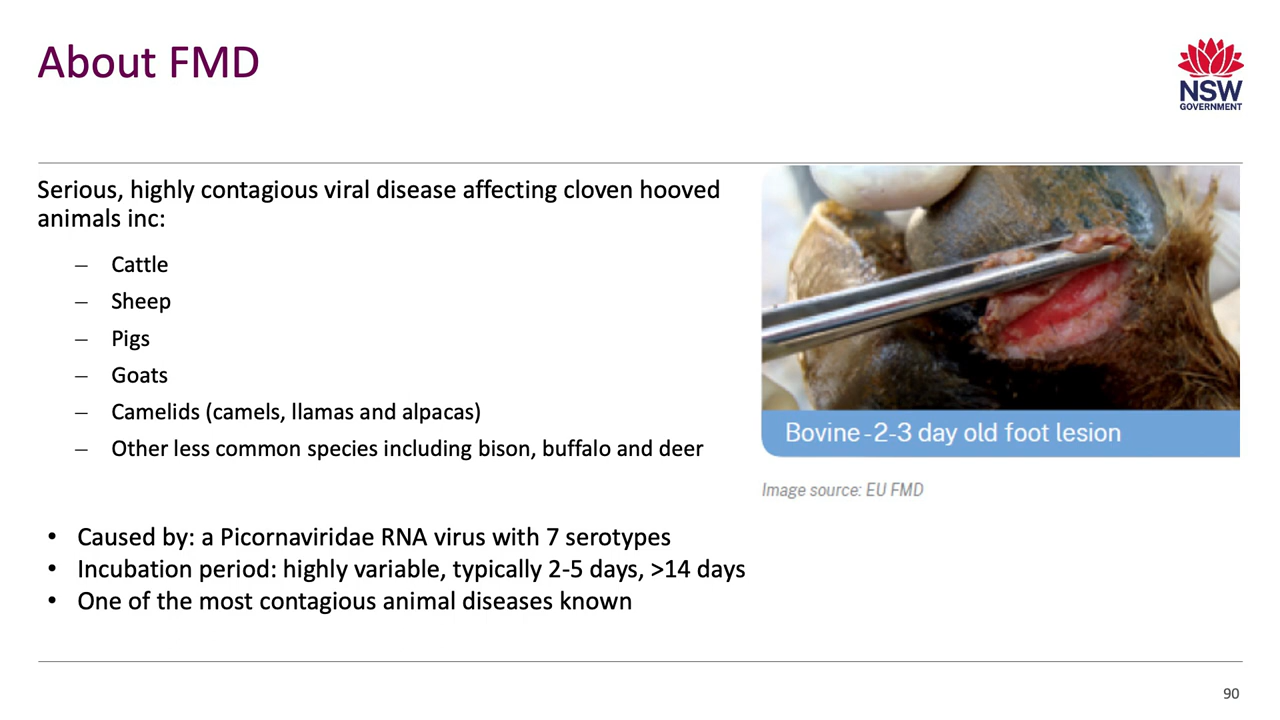 About FMD
NSW
GOVERNMENT
Serious, highly contagious viral disease affecting cloven hooved
animals inc:
– Cattle
– Sheep
– Pigs
– Goats
– Camelids (camels, llamas and alpacas)
– Other less common species including bison, buffalo and deer
Bovine - 2-3 day old foot lesion
Image source: EU FMD
• Caused by: a Picornaviridae RNA virus with 7 serotypes
• Incubation period: highly variable, typically 2-5 days, >14 days
• One of the most contagious animal diseases known
90